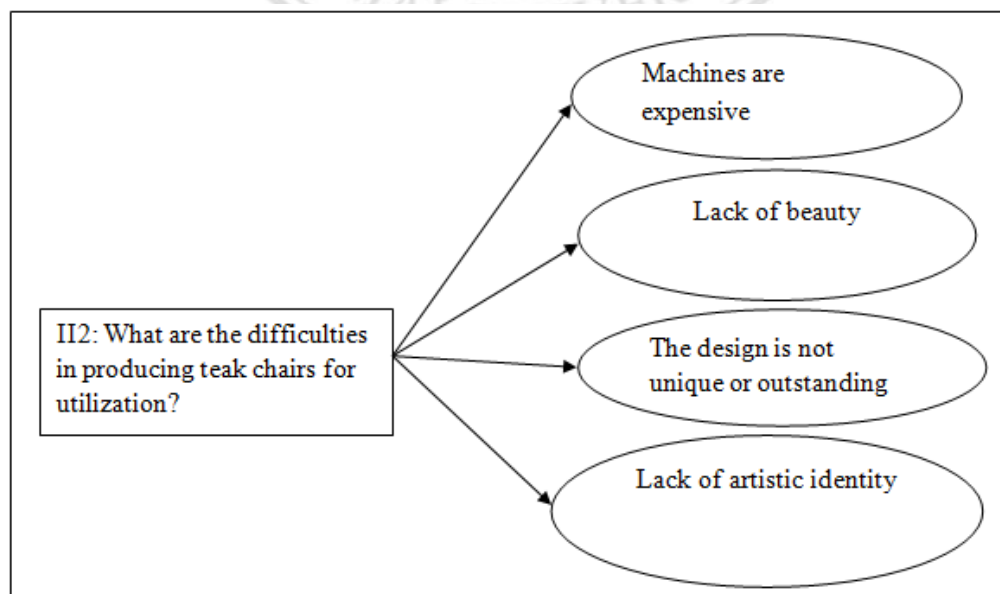 Machines are
expensive
Lack of beauty
II2: What are the difficulties
in producing teak chairs for
utilization?
The design is not
unique or outstanding
Lack of artistic identity